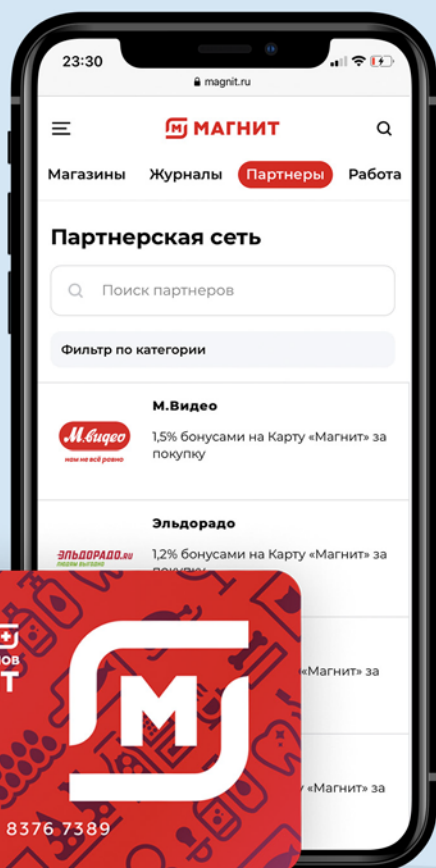 23:30
magnit.ru
МАГНИТ
Магазины Журналы Партнеры Работа
Партнерская сеть
Поиск партнеров
Фильтр по категории
М.Видео
М.видео
нам не всё равно
1,5% бонусами на Карту «Магнит» за
покупку
Эльдорадо
ЭЛЬДОРАДО.RU
1,2% бонусами на Карту «Магнит» за
покупку
«Магнит» за
у «Магнит» за
М
8376 7389